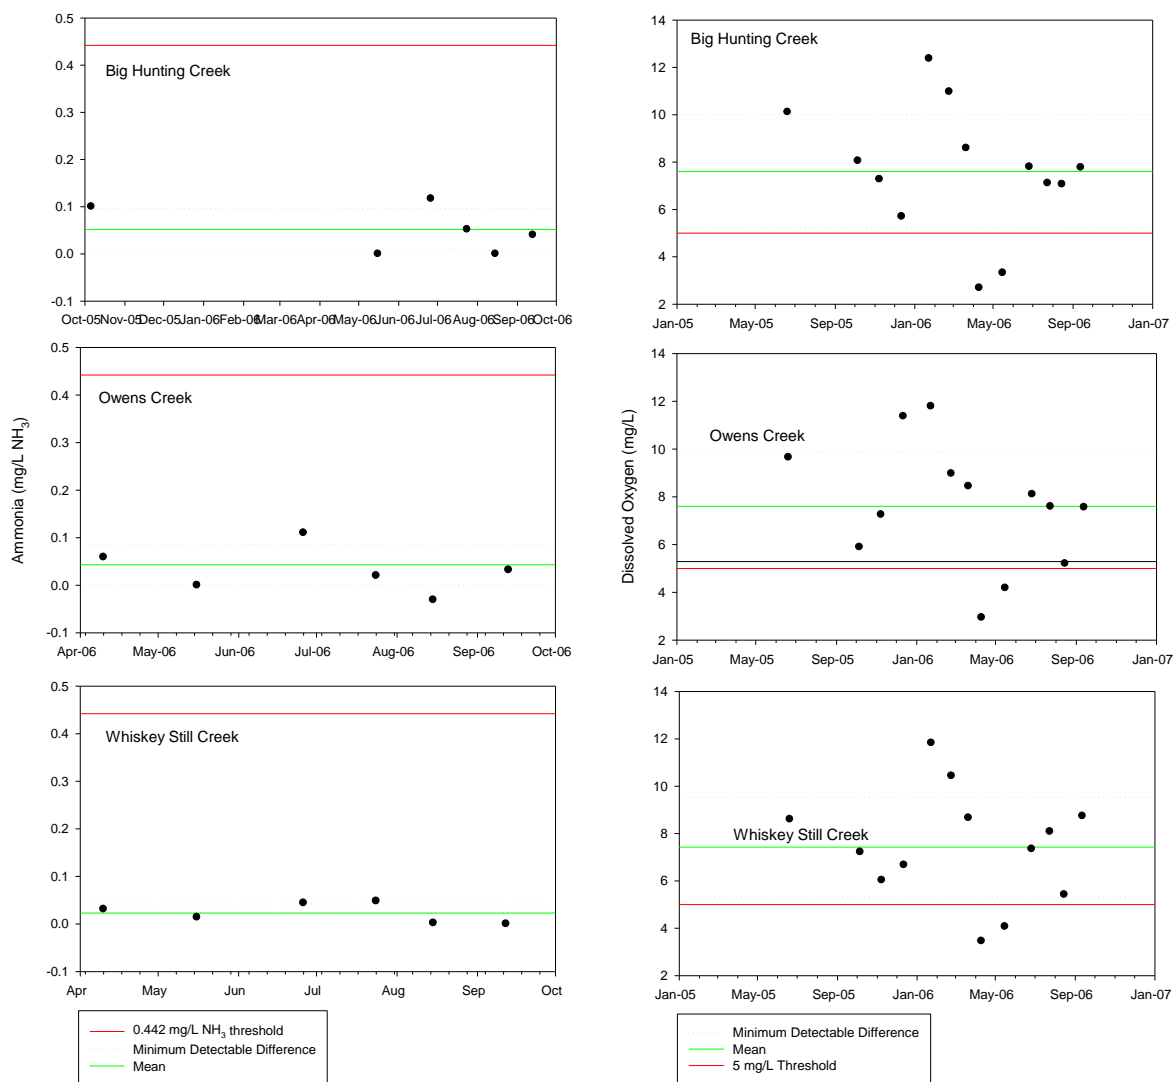 0.5
0.4
0.3
0.2
0.1
0.0
-0.1
Big Hunting Creek
Oct-05 Nov-05 Dec-05 Jan-06 Feb-06 Mar-06 Apr-06 May-06 Jun-06 Jul-06 Aug-06 Sep-06 Oct-06
14
12
10
8
6
4
2
Big Hunting Creek
Jan-05 May-05 Sep-05 Jan-06 May-06 Sep-06 Jan-07
Ammonia (mg/L NH3)
0.5
0.4
0.3
0.2
0.1
0.0
-0.1
Owens Creek
Apr-06 May-06 Jun-06 Jul-06 Aug-06 Sep-06 Oct-06
Dissolved Oxygen (mg/L)
14
12
10
8
6
4
2
Owens Creek
Jan-05 May-05 Sep-05 Jan-06 May-06 Sep-06 Jan-07
0.5
0.4
0.3
0.2
0.1
0.0
-0.1
Whiskey Still Creek
Apr May Jun Jul Aug Sep Oct
14
12
10
8
6
4
2
Whiskey Still Creek
Jan-05 May-05 Sep-05 Jan-06 May-06 Sep-06 Jan-07
0.442 mg/L NH3 threshold
Minimum Detectable Difference
Mean
Minimum Detectable Difference
Mean
5 mg/L Threshold